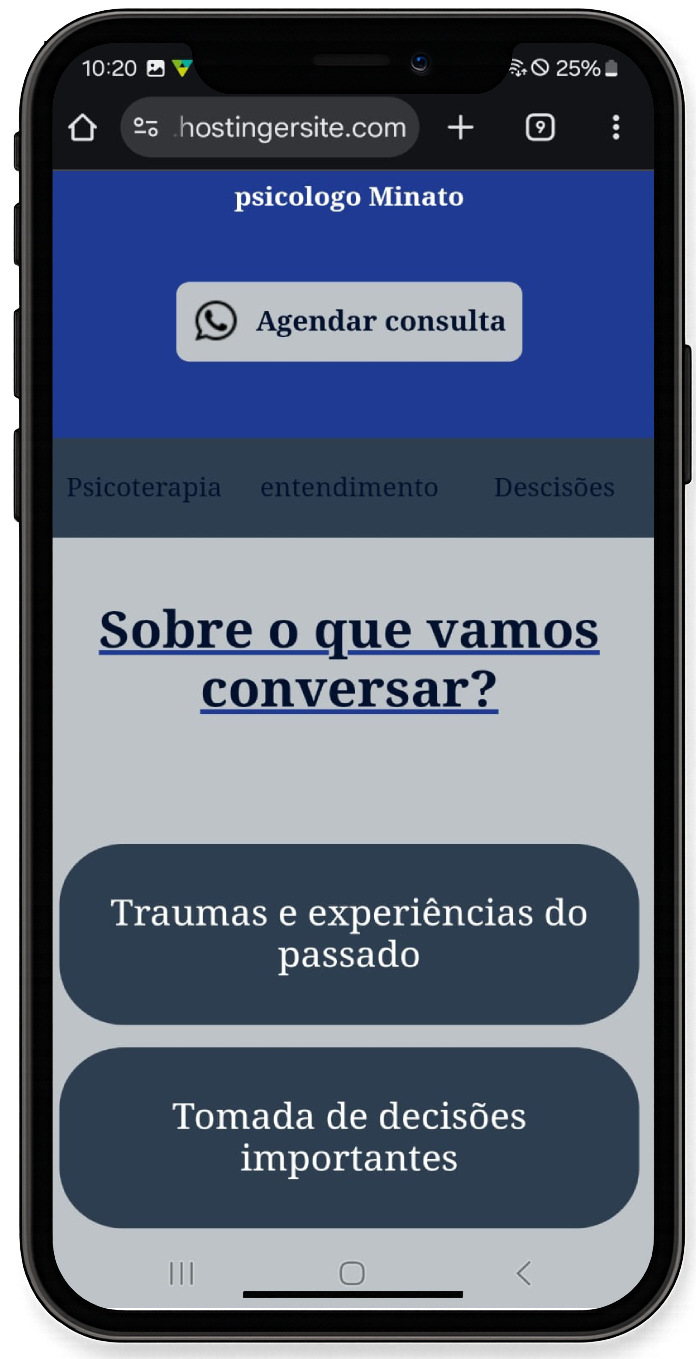 10:20 25%
.hostingersite.com 9
psicologo Minato
Agendar consulta
Psicoterapia entendimento Descisões
Sobre o que vamos
conversar?
Traumas e experiências do
passado
Tomada de decisões
importantes